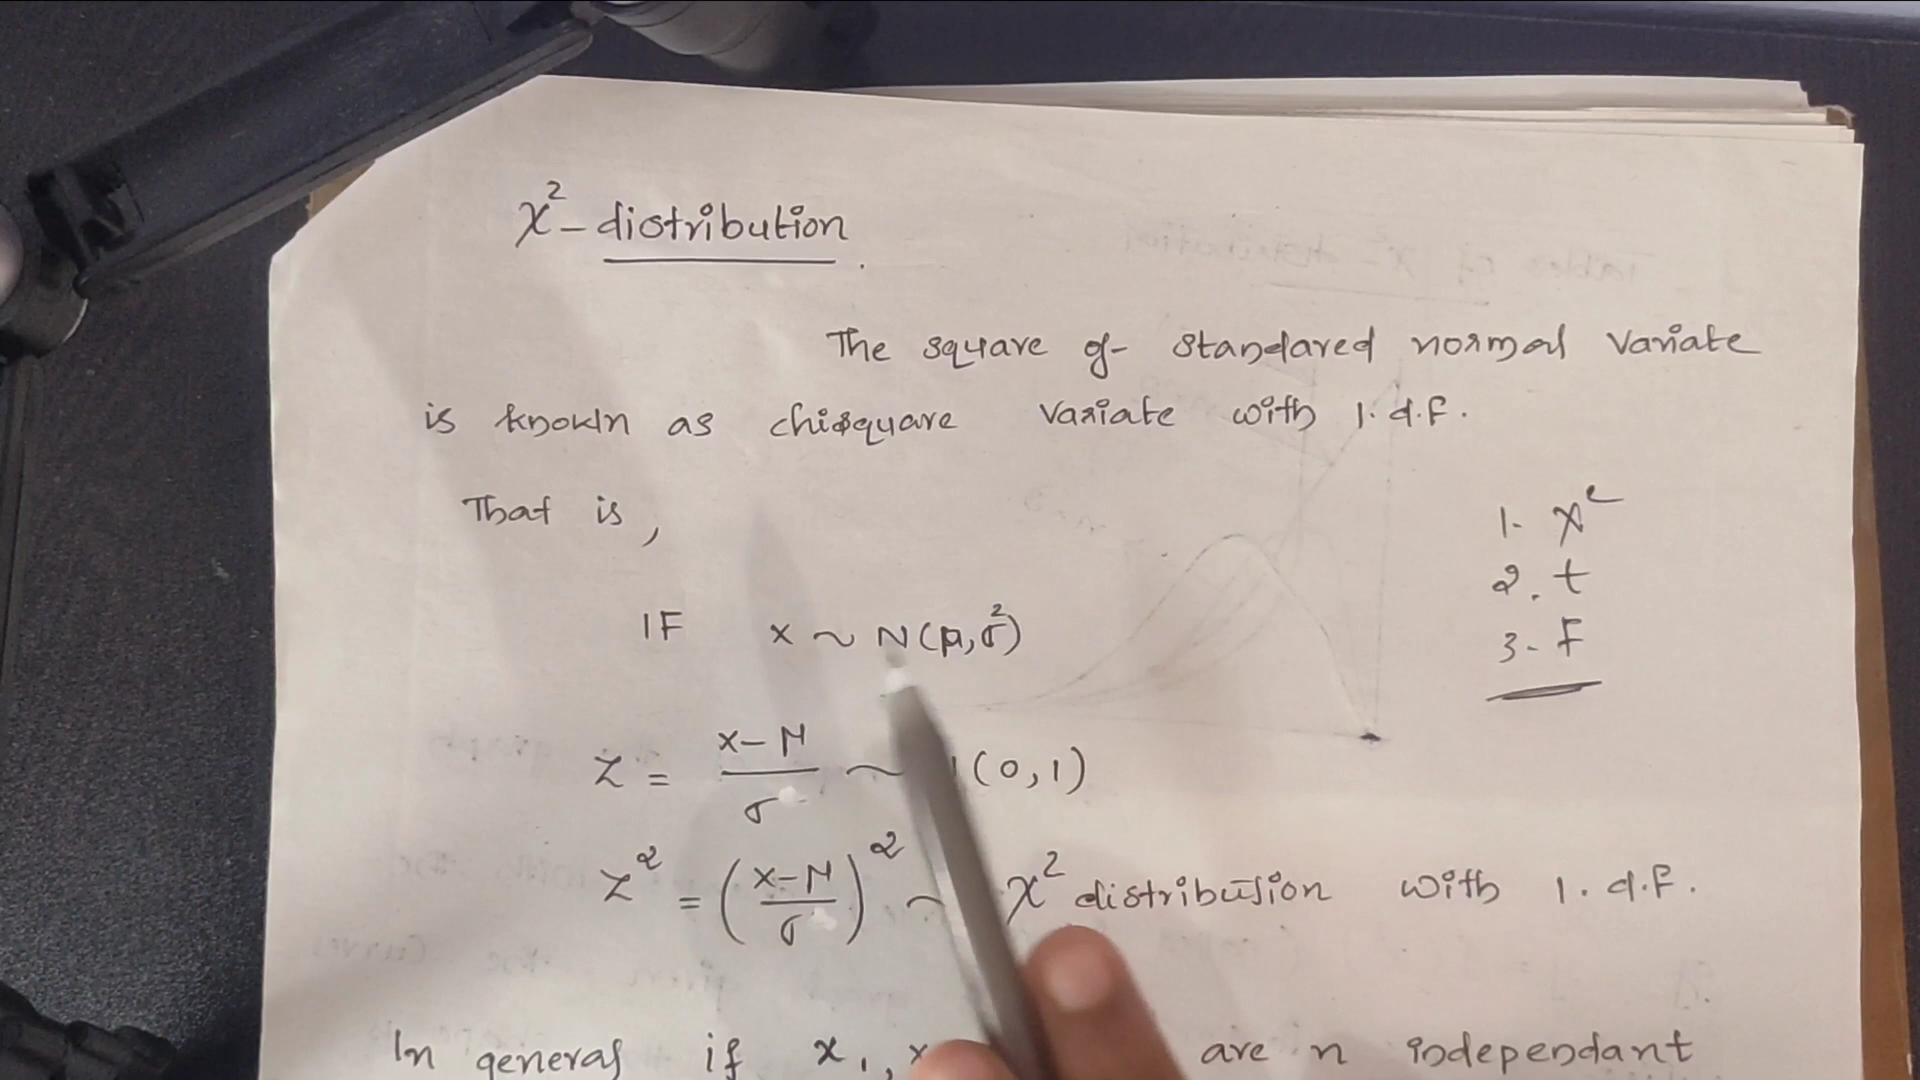 χ² - distribution.
The square of standared normal variate
is known as chisquare variate with 1. d.f.
That is,
1. χ²
2. t
3. F
IF x ~ N(μ, σ²)
Z = (x - μ)/σ ~ (0,1)
Z² = ((x - μ)/σ)² ~ χ² distribution with 1. d.f.
In general if x₁, x are n independant